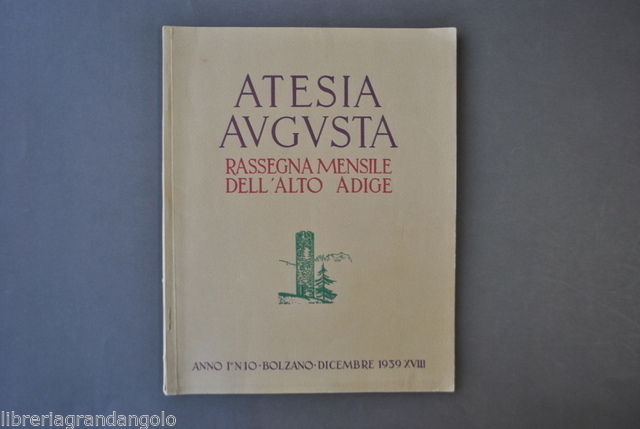 ATESIA
AVGVSTA
RASSEGNA MENSILE
DELL'ALTO ADIGE
ANNO I° N 10 · BOLZANO · DICEMBRE 1939 XVIII
libreriagrandangolo